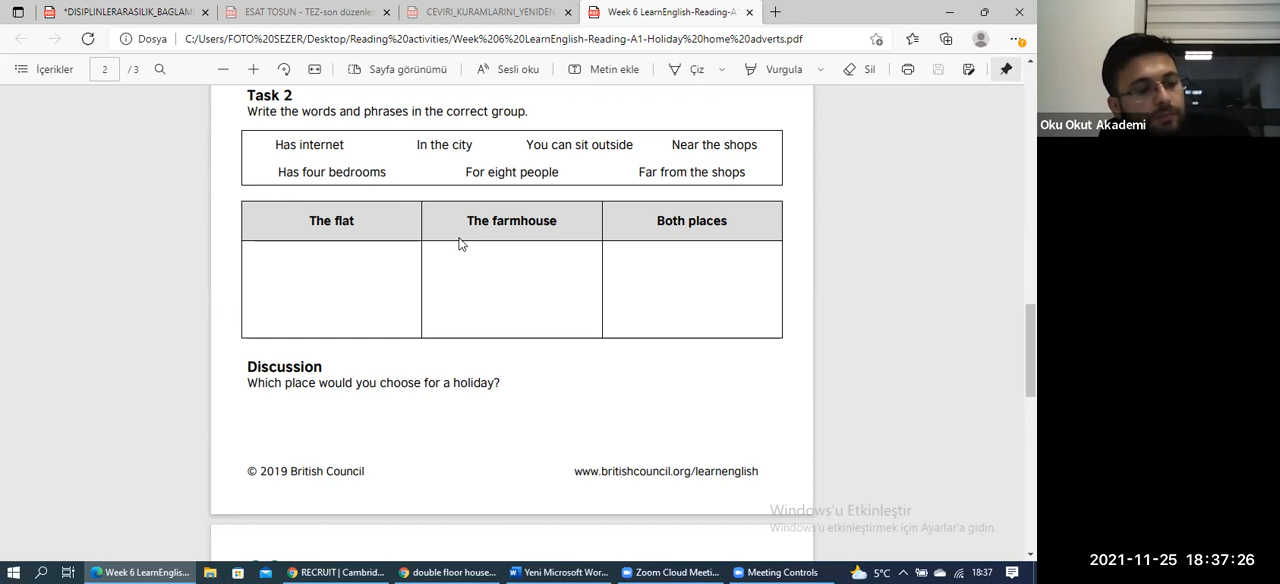 *DISIPLINLERARASILIK_BAGLAM
ESAT TOSUN - TEZ-son düzenler
CEVIRI_KURAMLARINI_YENIDEN
Week 6 LearnEnglish-Reading-A
Dosya C:/Users/FOTO%20SEZER/Desktop/Reading%20activities/Week%206%20LearnEnglish-Reading-A1-Holiday%20home%20adverts.pdf
İçerikler 2 /3 Sayfa görünümü Sesli oku Metin ekle Çiz Vurgula Sil
Task 2
Write the words and phrases in the correct group.
Has internet In the city You can sit outside Near the shops
Has four bedrooms For eight people Far from the shops
The flat The farmhouse Both places
Discussion
Which place would you choose for a holiday?
© 2019 British Council www.britishcouncil.org/learnenglish
Windows'u Etkinleştir
Windows'u etkinleştirmek için Ayarlar'a gidin.
Oku Okut Akademi
2021-11-25 18:37:26
Week 6 LearnEnglis... RECRUIT | Cambrid... double floor house... Yeni Microsoft Wor... Zoom Cloud Meeti... Meeting Controls 5°C 18:37